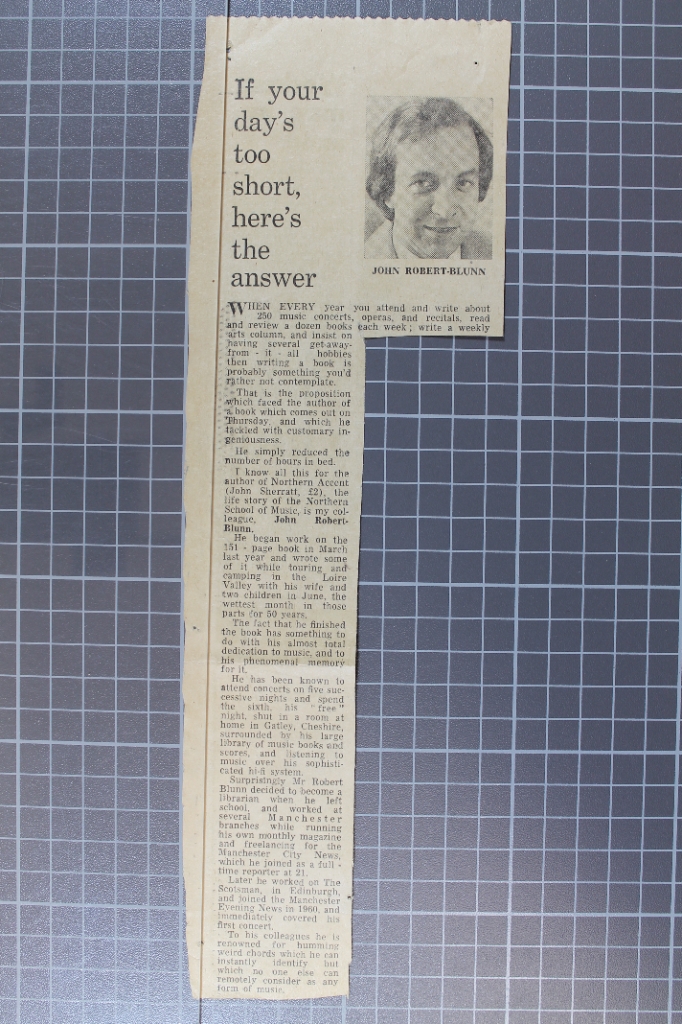 If your
day's
too
short,
here's
the
answer
JOHN ROBERT-BLUNN
WHEN EVERY year you attend and write about
250 music concerts, operas, and recitals, read
and review a dozen books each week; write a weekly
arts column, and insist on
having several get-away-
from - it - all hobbies
then writing a book is
probably something you'd
rather not contemplate.
That is the proposition
which faced the author of
a book which comes out on
Thursday, and which he
tackled with customary in-
geniousness.
He simply reduced the
number of hours in bed.
I know all this for the
author of Northern Accent
(John Sherratt, £2), the
life story of the Northern
School of Music, is my col-
league, John Robert-
Blunn.
He began work on the
151 - page book in March
last year and wrote some
of it while touring and
camping in the Loire
Valley with his wife and
two children in June, the
wettest month in those
parts for 50 years.
The fact that he finished
the book has something to
do with his almost total
dedication to music, and to
his phenomenal memory
for it.
He has been known to
attend concerts on five suc-
cessive nights and spend
the sixth, his "free"
night, shut in a room at
home in Gatley, Cheshire,
surrounded by his large
library of music books and
scores, and listening to
music over his sophisti-
cated hi-fi system.
Surprisingly Mr Robert
Blunn decided to become a
librarian when he left
school, and worked at
several Manchester
branches while running
his own monthly magazine
and freelancing for the
Manchester City News,
which he joined as a full -
time reporter at 21.
Later he worked on The
Scotsman, in Edinburgh,
and joined the Manchester
Evening News in 1960, and
immediately covered his
first concert.
To his colleagues he is
renowned for humming
weird chords which he can
instantly identify but
which no one else can
remotely consider as any
form of music.